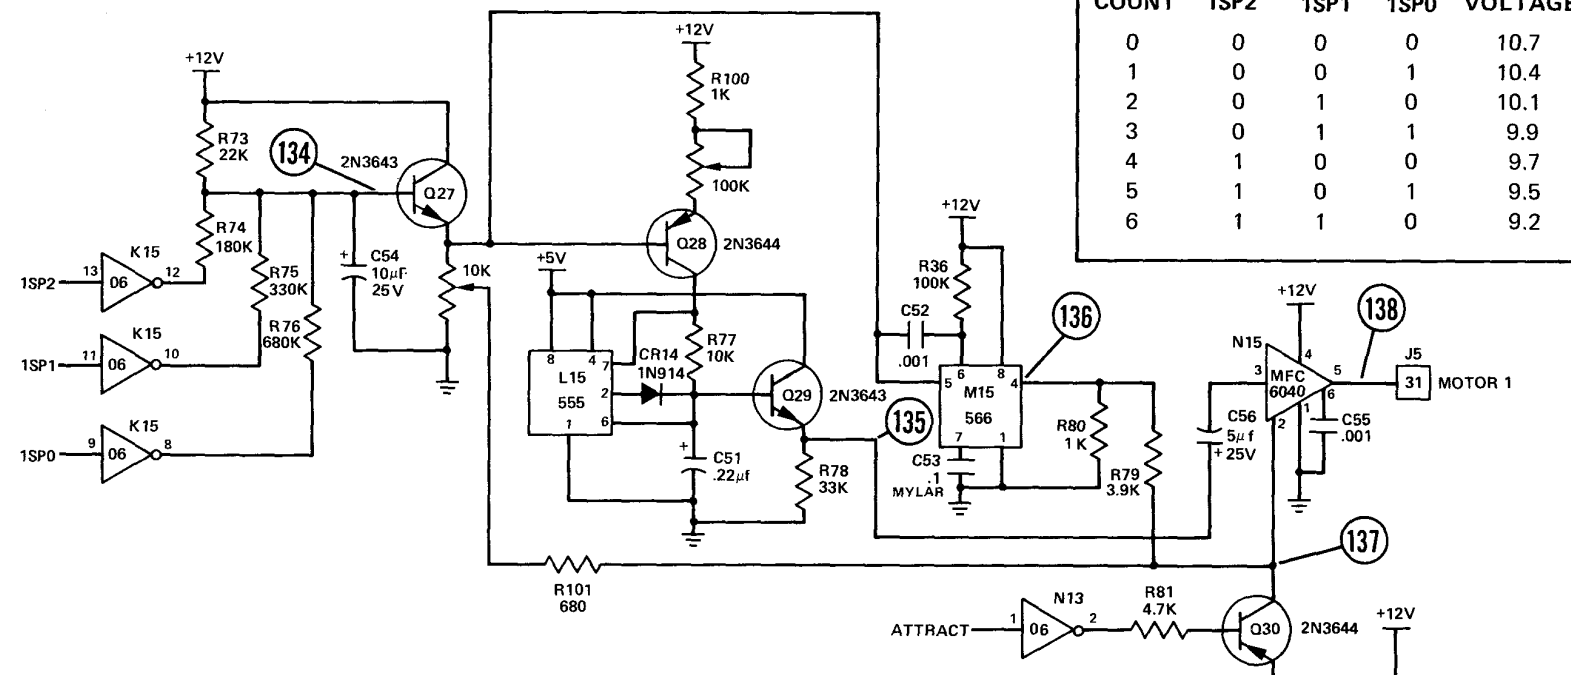 COUNT 1SP2 1SP1 1SP0 VOLTAGE
0 0 0 0 10.7
1 0 0 1 10.4
2 0 1 0 10.1
3 0 1 1 9.9
4 1 0 0 9.7
5 1 0 1 9.5
6 1 1 0 9.2
+12V
R73
22K
134
2N3643
Q27
R74
180K
K15
1SP2 13 06 12
R75
330K
K15
1SP1 11 06 10
R76
680K
K15
1SP0 9 06 8
+
C54
10µF
25V
10K
+12V
R100
1K
100K
Q28 2N3644
+5V
8 4 7
L15
555
2
6
1
CR14
1N914
R77
10K
Q29 2N3643
135
+
C51
.22µf
R78
33K
R101
680
+12V
R36
100K
C52
.001
136
6 8
5 4
M15
566
7 1
C53
.1
MYLAR
R80
1K
R79
3.9K
+12V
138
N15
4
3
MFC
6040
5
6
1
2
J5
31 MOTOR 1
C56
5µf
+25V
C55
.001
137
N13
ATTRACT 1 06 2
R81
4.7K
Q30 2N3644
+12V